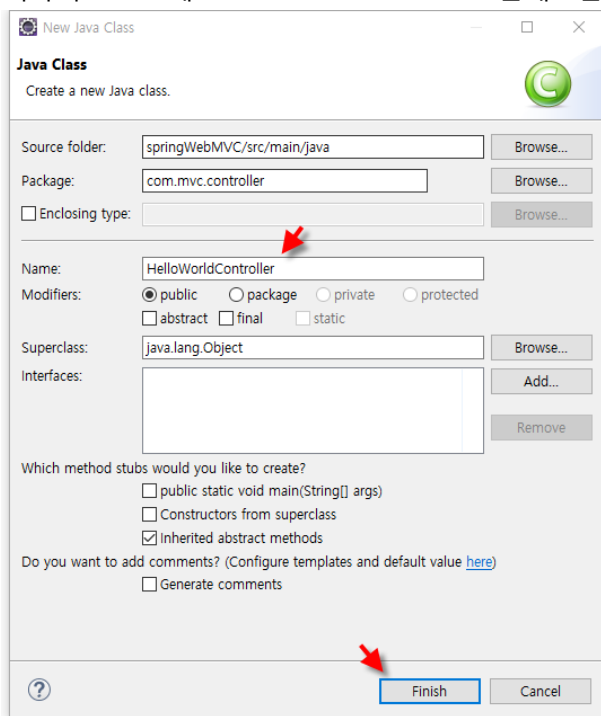 New Java Class
Java Class
Create a new Java class.
C
Source folder: springWebMVC/src/main/java Browse...
Package: com.mvc.controller Browse...
Enclosing type: Browse...
Name: HelloWorldController
Modifiers: public package private protected
abstract final static
Superclass: java.lang.Object Browse...
Interfaces: Add...
Remove
Which method stubs would you like to create?
public static void main(String[] args)
Constructors from superclass
Inherited abstract methods
Do you want to add comments? (Configure templates and default value here)
Generate comments
? Finish Cancel